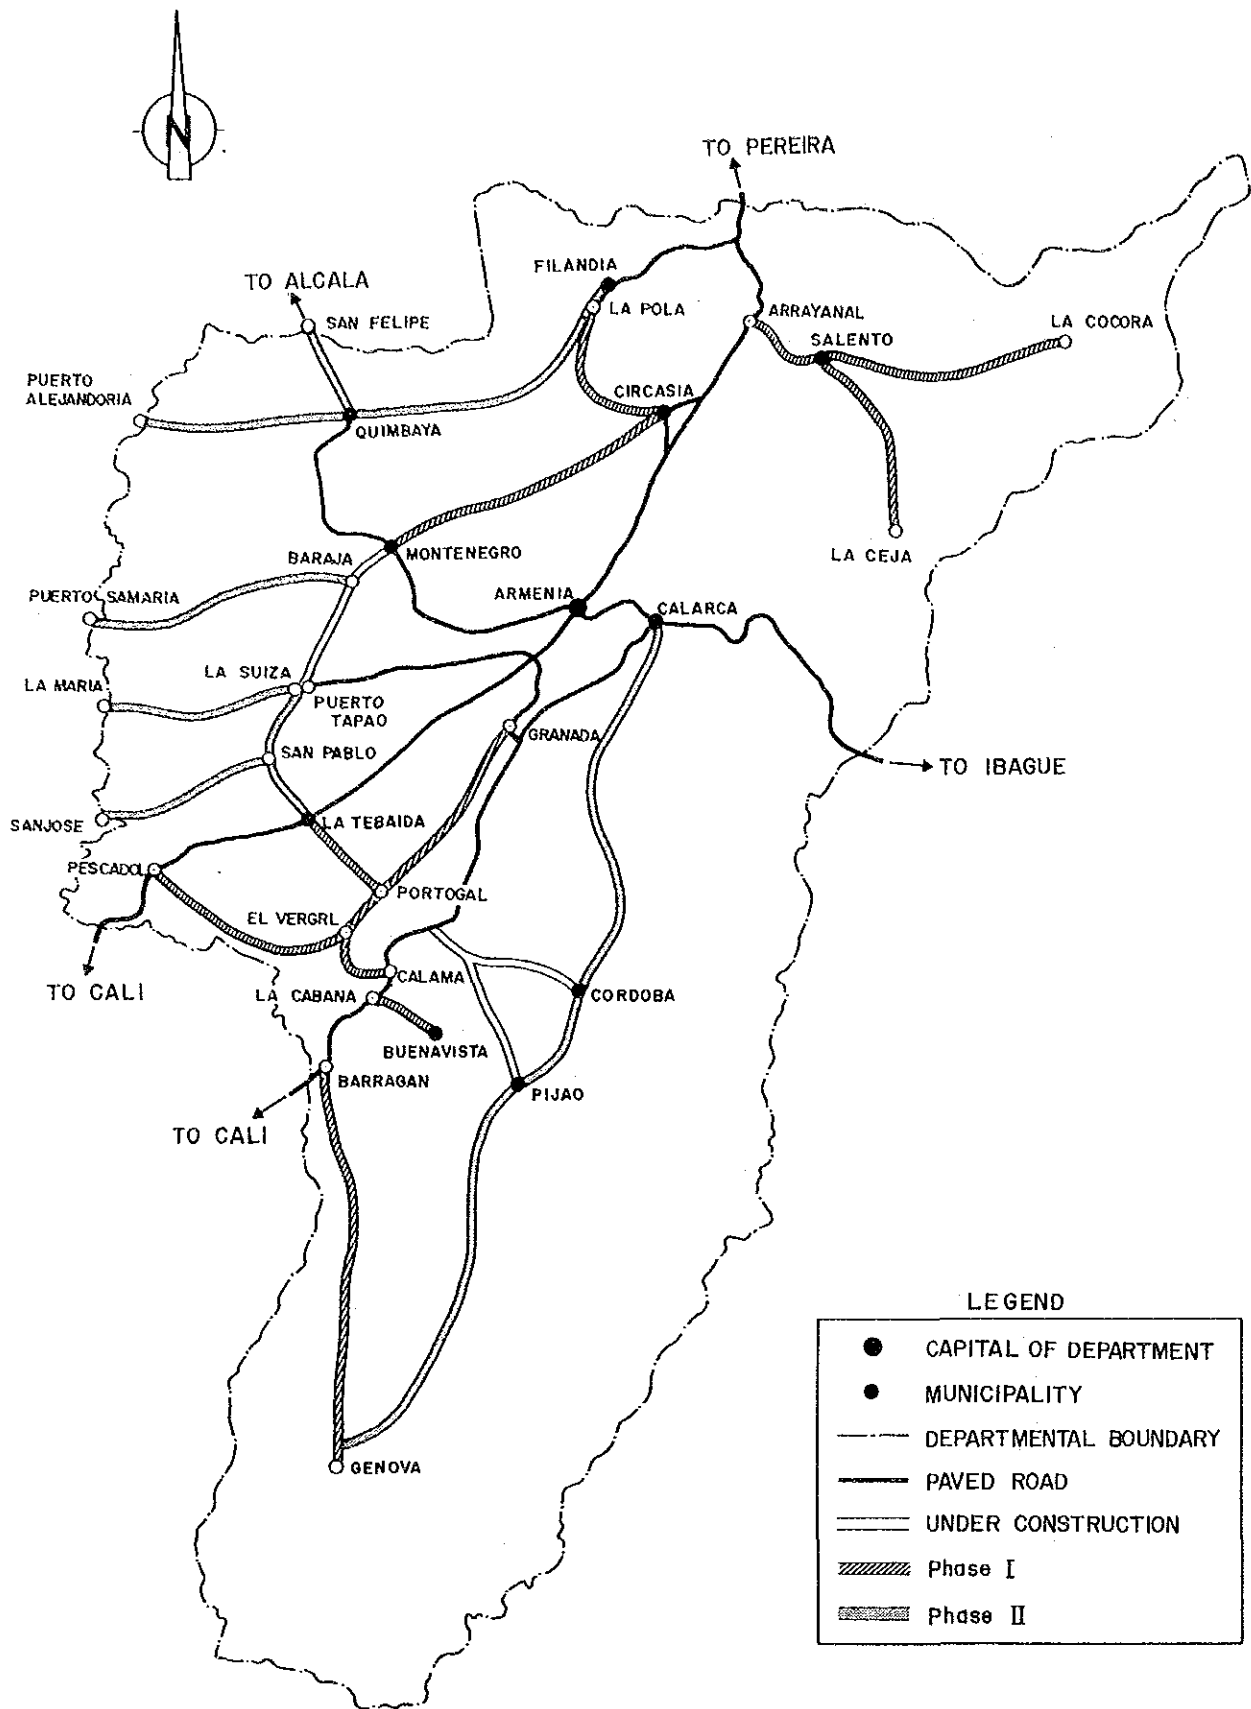 N
TO PEREIRA
FILANDIA
TO ALCALA
LA POLA
ARRAYANAL
SAN FELIPE
LA COCORA
SALENTO
PUERTO
ALEJANDORIA
CIRCASIA
QUIMBAYA
MONTENEGRO
LA CEJA
BARAJA
ARMENIA
PUERTO SAMARIA
CALARCA
LA SUIZA
LA MARIA
PUERTO
TAPAO
GRANADA
SAN PABLO
TO IBAGUE
SANJOSE
LA TEBAIDA
PESCADOL
PORTOGAL
EL VERGRL
CALAMA
TO CALI
LA CABANA
CORDOBA
BUENAVISTA
BARRAGAN
PIJAO
TO CALI
GENOVA
LEGEND
CAPITAL OF DEPARTMENT
MUNICIPALITY
DEPARTMENTAL BOUNDARY
PAVED ROAD
UNDER CONSTRUCTION
Phase I
Phase II